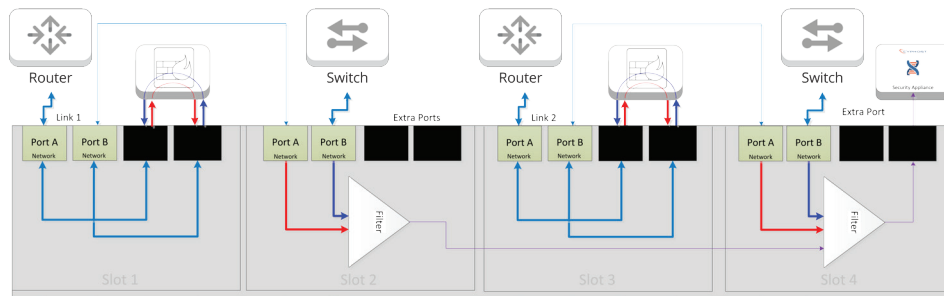 Router
Switch
Router
Switch
Security Appliance
Link 1
Extra Ports
Link 2
Extra Port
Port A
Network
Port B
Network
Port A
Network
Port B
Network
Port A
Network
Port B
Network
Port A
Network
Port B
Network
Filter
Filter
Slot 1
Slot 2
Slot 3
Slot 4